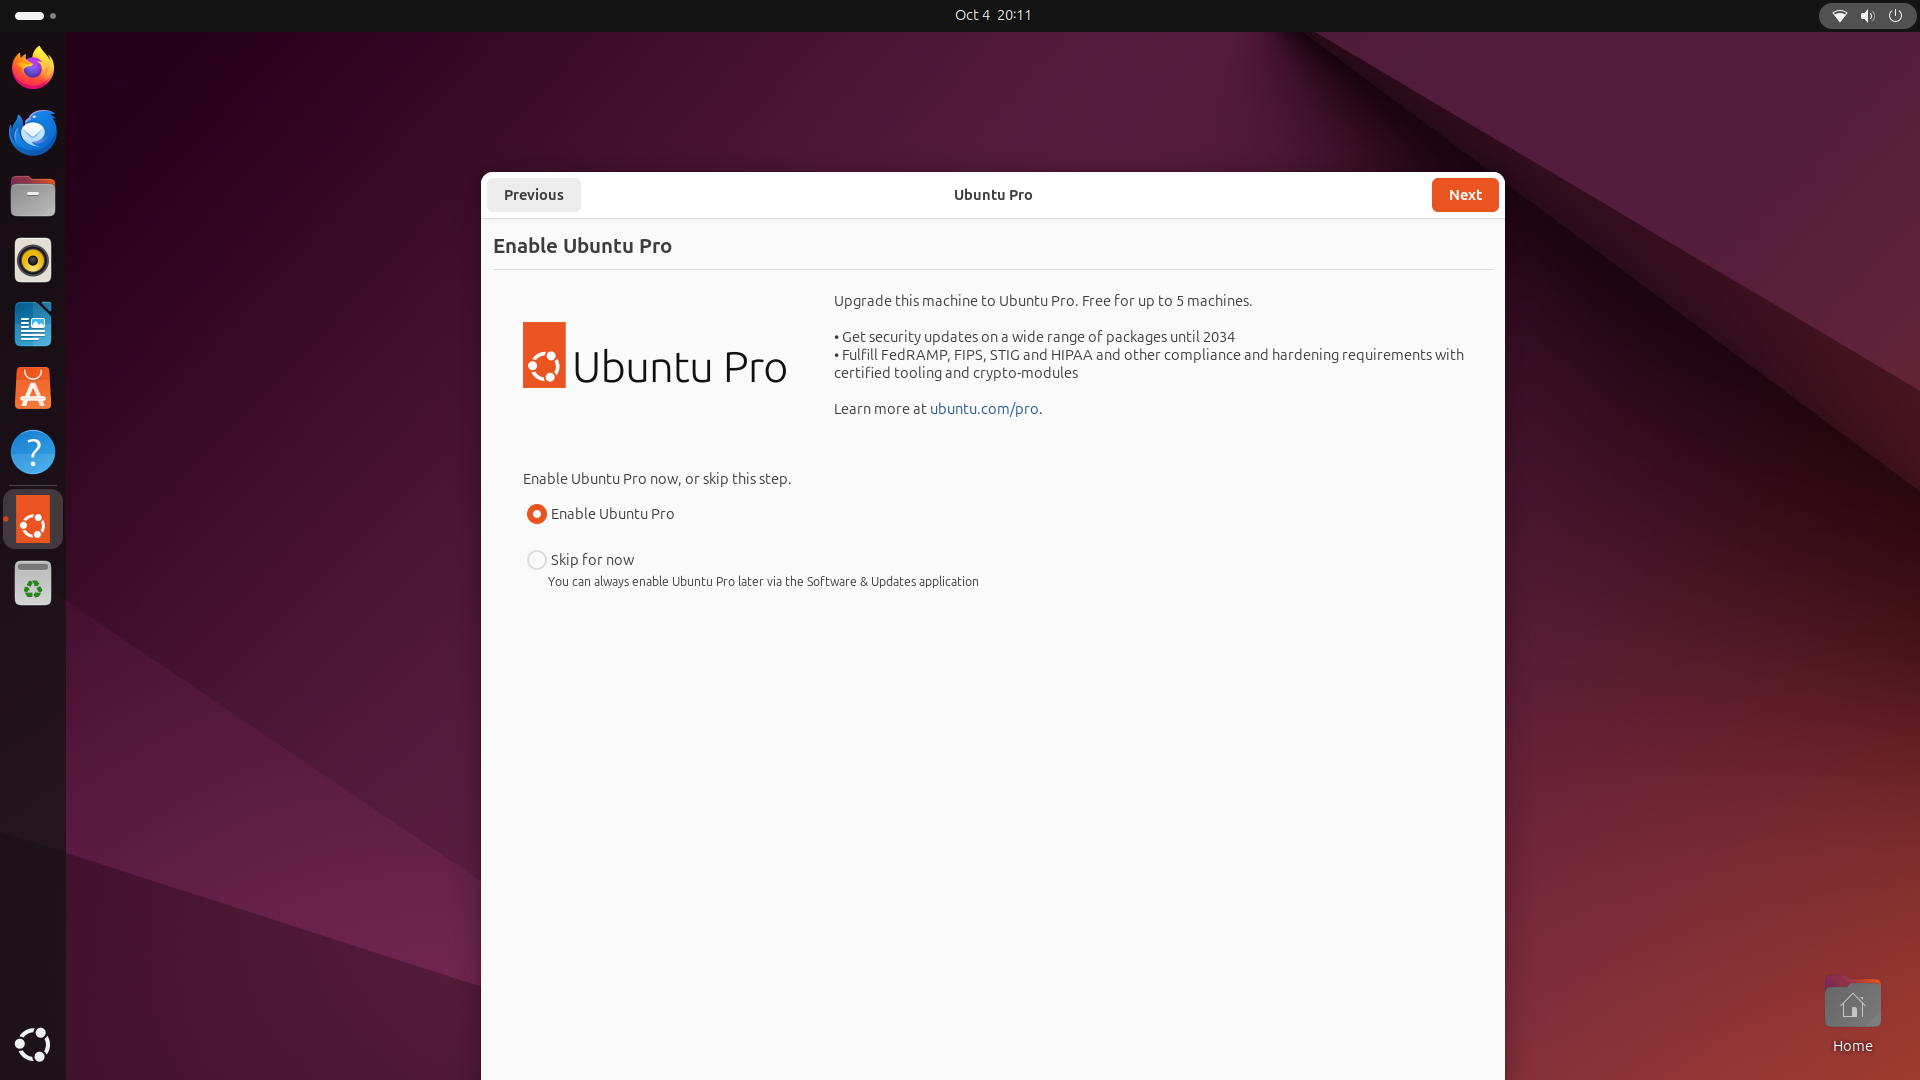 Oct 4 20:11
Previous
Ubuntu Pro
Next
Enable Ubuntu Pro
Ubuntu Pro
Upgrade this machine to Ubuntu Pro. Free for up to 5 machines.
• Get security updates on a wide range of packages until 2034
• Fulfill FedRAMP, FIPS, STIG and HIPAA and other compliance and hardening requirements with
certified tooling and crypto-modules
Learn more at ubuntu.com/pro.
Enable Ubuntu Pro now, or skip this step.
Enable Ubuntu Pro
Skip for now
You can always enable Ubuntu Pro later via the Software & Updates application
Home